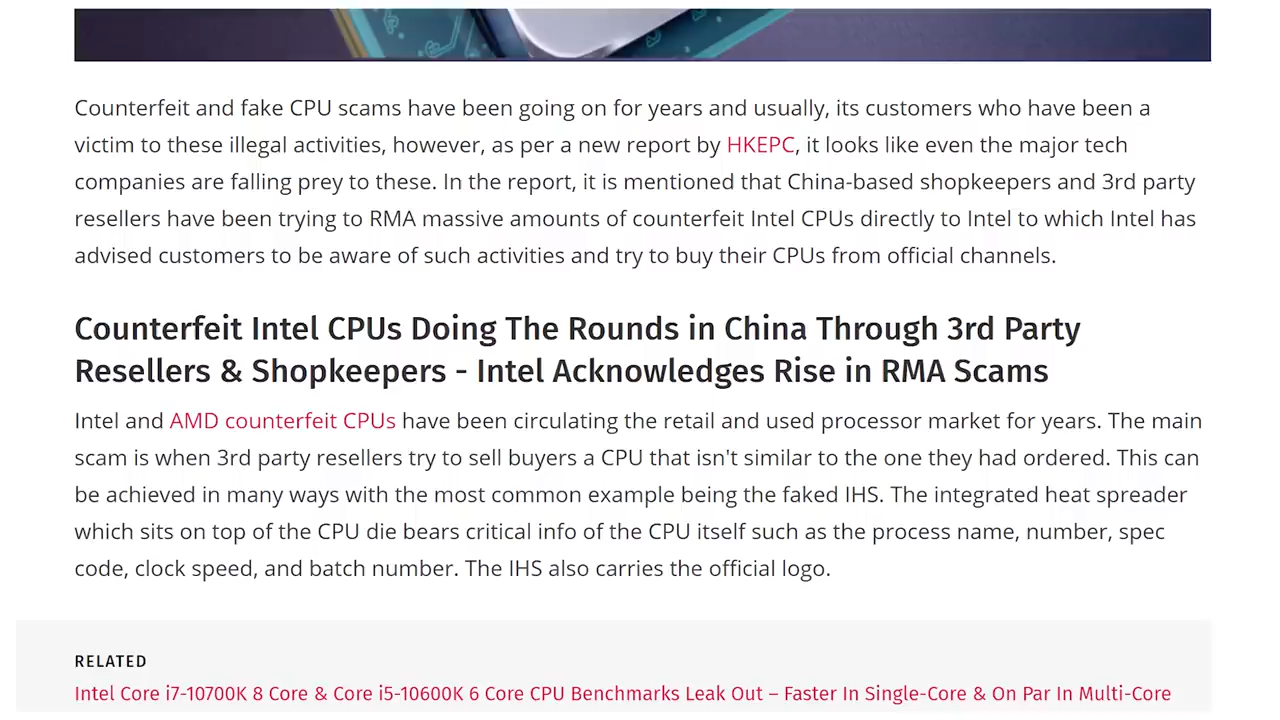 Counterfeit and fake CPU scams have been going on for years and usually, its customers who have been a
victim to these illegal activities, however, as per a new report by HKEPC, it looks like even the major tech
companies are falling prey to these. In the report, it is mentioned that China-based shopkeepers and 3rd party
resellers have been trying to RMA massive amounts of counterfeit Intel CPUs directly to Intel to which Intel has
advised customers to be aware of such activities and try to buy their CPUs from official channels.
Counterfeit Intel CPUs Doing The Rounds in China Through 3rd Party
Resellers & Shopkeepers - Intel Acknowledges Rise in RMA Scams
Intel and AMD counterfeit CPUs have been circulating the retail and used processor market for years. The main
scam is when 3rd party resellers try to sell buyers a CPU that isn't similar to the one they had ordered. This can
be achieved in many ways with the most common example being the faked IHS. The integrated heat spreader
which sits on top of the CPU die bears critical info of the CPU itself such as the process name, number, spec
code, clock speed, and batch number. The IHS also carries the official logo.
RELATED
Intel Core i7-10700K 8 Core & Core i5-10600K 6 Core CPU Benchmarks Leak Out – Faster In Single-Core & On Par In Multi-Core